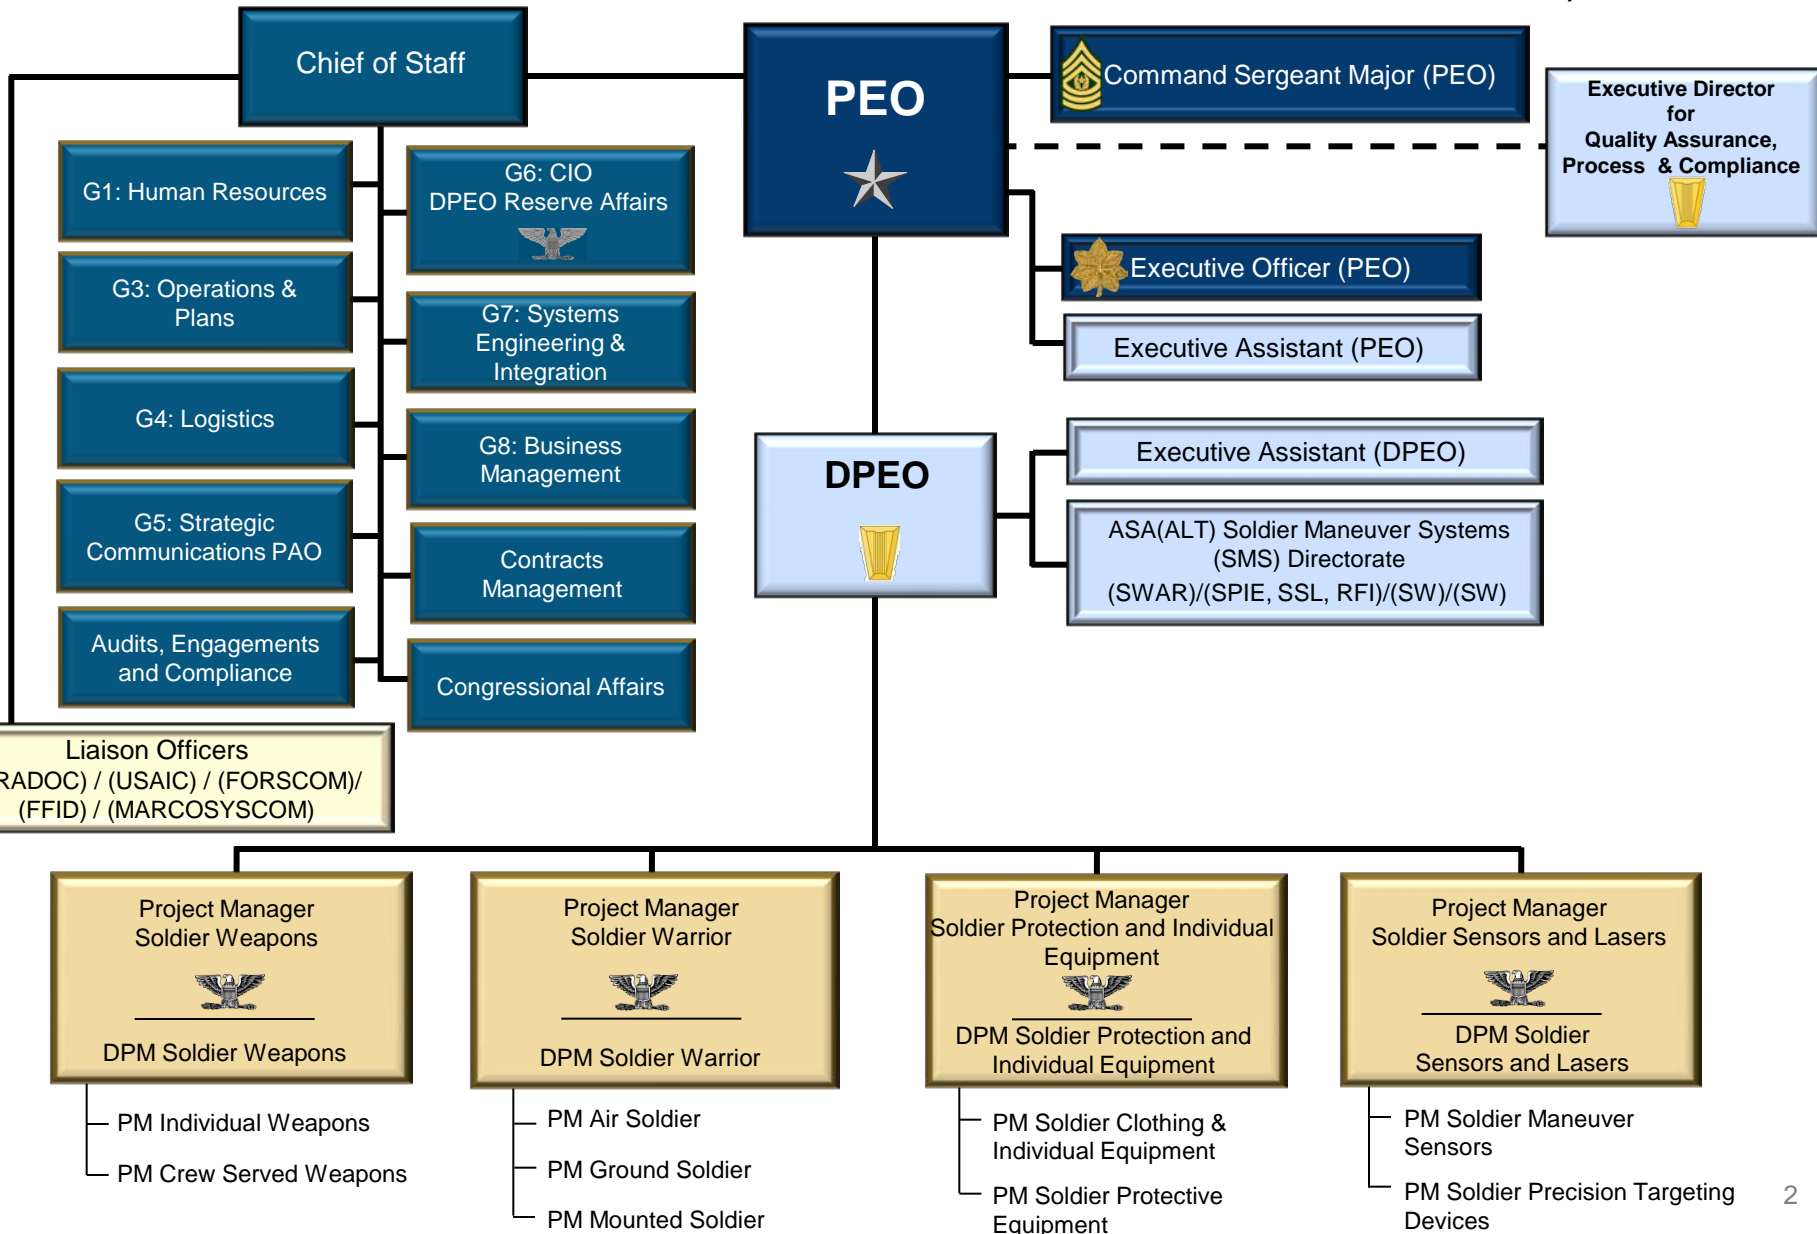 Chief of Staff
PEO
Command Sergeant Major (PEO)
Executive Director
for
Quality Assurance,
Process & Compliance
G1: Human Resources
G6: CIO
DPEO Reserve Affairs
G3: Operations &
Plans
G7: Systems
Engineering &
Integration
Executive Officer (PEO)
Executive Assistant (PEO)
G4: Logistics
G8: Business
Management
DPEO
Executive Assistant (DPEO)
G5: Strategic
Communications PAO
Contracts
Management
ASA(ALT) Soldier Maneuver Systems
(SMS) Directorate
(SWAR)/(SPIE, SSL, RFI)/(SW)/(SW)
Audits, Engagements
and Compliance
Congressional Affairs
Liaison Officers
RADOC) / (USAIC) / (FORSCOM)/
(FFID) / (MARCOSYSCOM)
Project Manager
Soldier Weapons
DPM Soldier Weapons
PM Individual Weapons
PM Crew Served Weapons
Project Manager
Soldier Warrior
DPM Soldier Warrior
PM Air Soldier
PM Ground Soldier
PM Mounted Soldier
Project Manager
Soldier Protection and Individual
Equipment
DPM Soldier Protection and
Individual Equipment
PM Soldier Clothing &
Individual Equipment
PM Soldier Protective
Equipment
Project Manager
Soldier Sensors and Lasers
DPM Soldier
Sensors and Lasers
PM Soldier Maneuver
Sensors
PM Soldier Precision Targeting
Devices
2